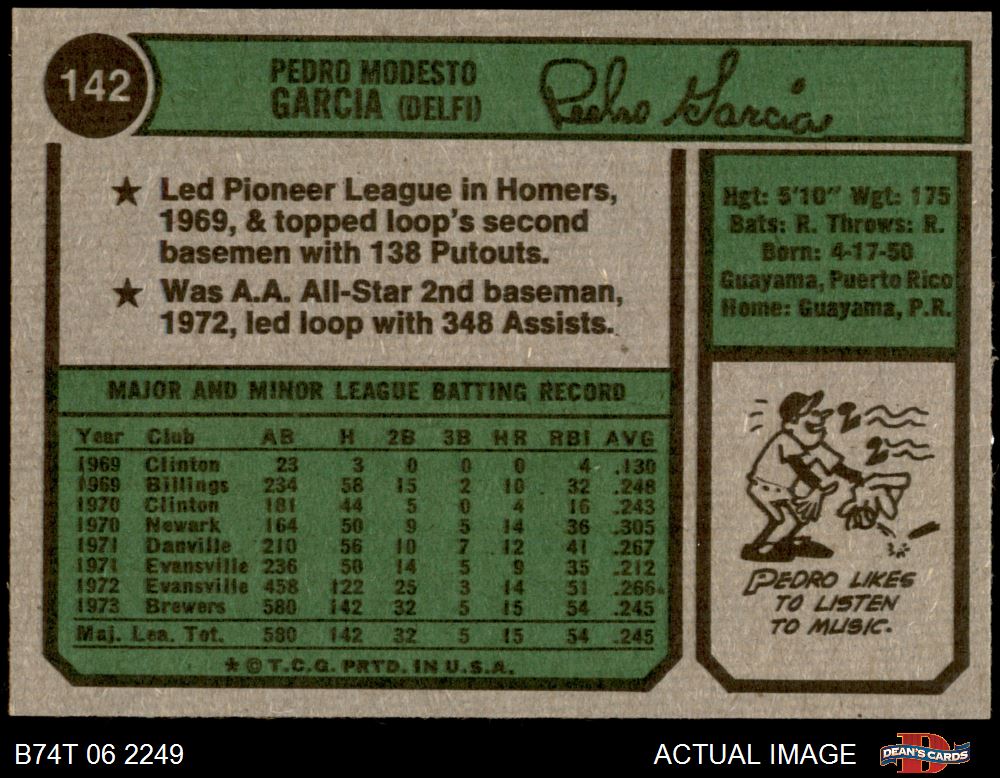 142
PEDRO MODESTO
GARCIA (DELFI)
Pedro Garcia
★ Led Pioneer League in Homers,
1969, & topped loop's second
basemen with 138 Putouts.
★ Was A.A. All-Star 2nd baseman,
1972, led loop with 348 Assists.
Hgt: 5'10" Wgt: 175
Bats: R. Throws: R.
Born: 4-17-50
Guayama, Puerto Rico
Home: Guayama, P.R.
MAJOR AND MINOR LEAGUE BATTING RECORD
Year Club AB H 2B 3B HR RBI AVG
1969 Clinton 23 3 0 0 0 4 .130
1969 Billings 234 58 15 2 10 32 .248
1970 Clinton 181 44 5 0 4 16 .243
1970 Newark 164 50 9 5 14 36 .305
1971 Danville 210 56 10 7 12 41 .267
1971 Evansville 236 50 14 5 9 35 .212
1972 Evansville 458 122 25 3 14 51 .266
1973 Brewers 580 142 32 5 15 54 .245
Maj. Lea. Tot. 580 142 32 5 15 54 .245
★ © T.C.G. PRTD. IN U.S.A.
PEDRO LIKES
TO LISTEN
TO MUSIC.
B74T 06 2249
ACTUAL IMAGE
D
DEAN'S CARDS